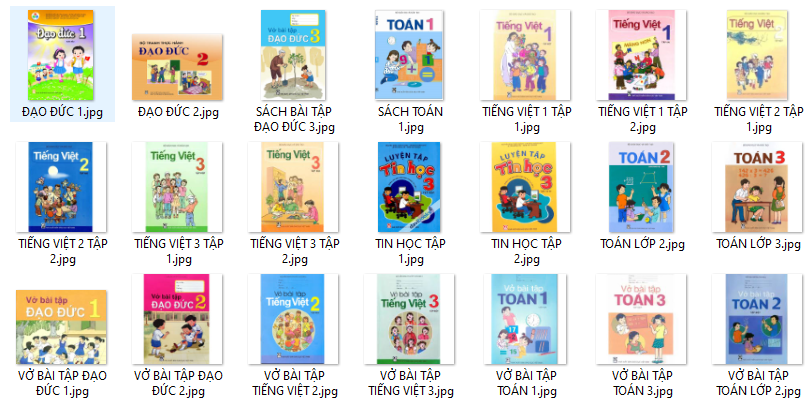 Đạo đức 1
ĐẠO ĐỨC 1.jpg
ĐẠO ĐỨC 2
ĐẠO ĐỨC 2.jpg
Vở bài tập
ĐẠO ĐỨC 3
SÁCH BÀI TẬP
ĐẠO ĐỨC 3.jpg
TOÁN 1
SÁCH TOÁN
1.jpg
Tiếng Việt
1
TIẾNG VIỆT 1 TẬP
1.jpg
Tiếng Việt
1
TIẾNG VIỆT 1 TẬP
2.jpg
Tiếng Việt
2
TIẾNG VIỆT 2 TẬP
1.jpg
Tiếng Việt
2
TIẾNG VIỆT 2 TẬP
2.jpg
Tiếng Việt
3
TIẾNG VIỆT 3 TẬP
1.jpg
Tiếng Việt
3
TIẾNG VIỆT 3 TẬP
2.jpg
LUYỆN TẬP
Tin học
3
TIN HỌC TẬP
1.jpg
LUYỆN TẬP
Tin học
3
TIN HỌC TẬP
2.jpg
TOÁN 2
TOÁN LỚP 2.jpg
TOÁN 3
TOÁN LỚP 3.jpg
Vở bài tập
ĐẠO ĐỨC 1
VỞ BÀI TẬP ĐẠO
ĐỨC 1.jpg
Vở bài tập
ĐẠO ĐỨC 2
VỞ BÀI TẬP ĐẠO
ĐỨC 2.jpg
Vở bài tập
Tiếng Việt 2
VỞ BÀI TẬP
TIẾNG VIỆT 2.jpg
Vở bài tập
Tiếng Việt 3
VỞ BÀI TẬP
TIẾNG VIỆT 3.jpg
Vở bài tập
TOÁN 1
17
15
VỞ BÀI TẬP
TOÁN 1.jpg
Vở bài tập
TOÁN 3
VỞ BÀI TẬP
TOÁN 3.jpg
Vở bài tập
TOÁN 2
VỞ BÀI TẬP
TOÁN LỚP 2.jpg